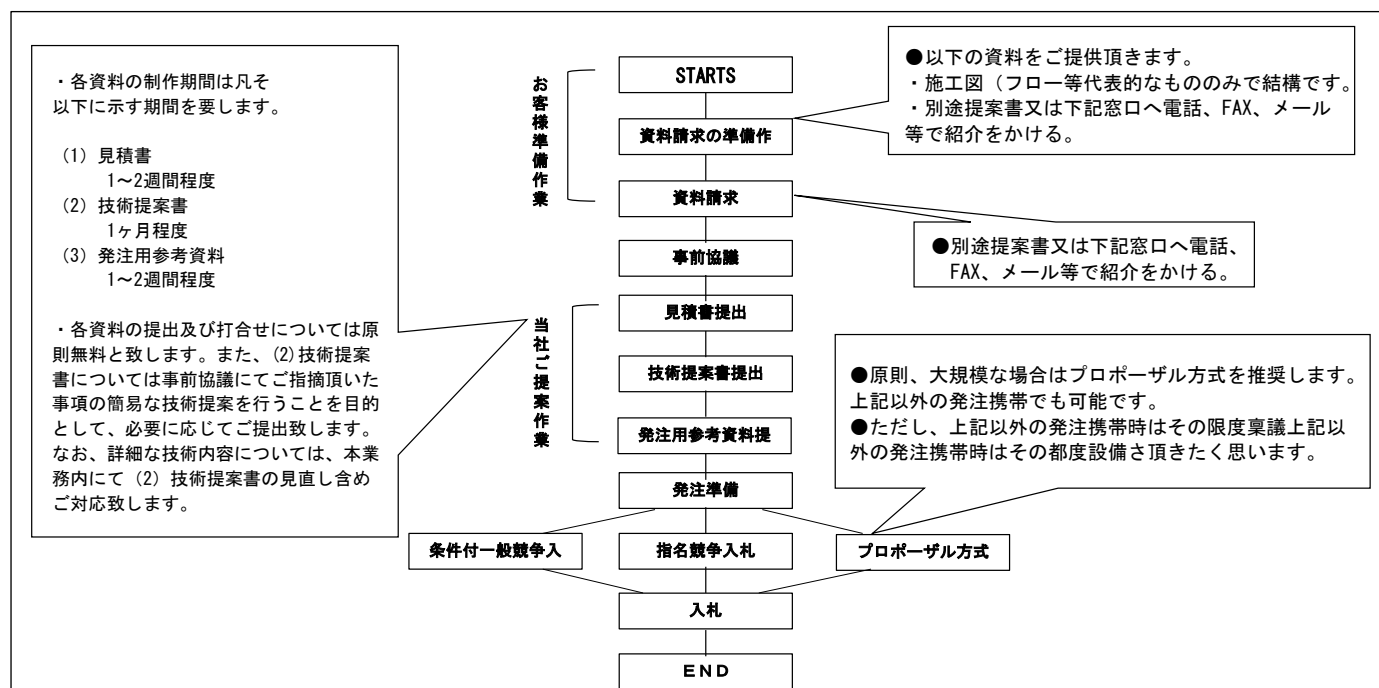 ・各資料の制作期間は凡そ
以下に示す期間を要します。
(1) 見積書
1～2週間程度
(2) 技術提案書
1ヶ月程度
(3) 発注用参考資料
1～2週間程度
・各資料の提出及び打合せについては原
則無料と致します。また、(2)技術提案
書については事前協議にてご指摘頂いた
事項の簡易な技術提案を行うことを目的
として、必要に応じてご提出致します。
なお、詳細な技術内容については、本業
務内にて (2) 技術提案書の見直し含め
ご対応致します。
お客様準備作業
当社ご提案作業
STARTS
資料請求の準備作
資料請求
事前協議
見積書提出
技術提案書提出
発注用参考資料提
発注準備
条件付一般競争入
指名競争入札
プロポーザル方式
入札
ＥＮＤ
●以下の資料をご提供頂きます。
・施工図（フロー等代表的なもののみで結構です。
・別途提案書又は下記窓口へ電話、FAX、メール
等で紹介をかける。
●別途提案書又は下記窓口へ電話、
FAX、メール等で紹介をかける。
●原則、大規模な場合はプロポーザル方式を推奨します。
上記以外の発注携帯でも可能です。
●ただし、上記以外の発注携帯時はその限度稟議上記以
外の発注携帯時はその都度設備さ頂きたく思います。